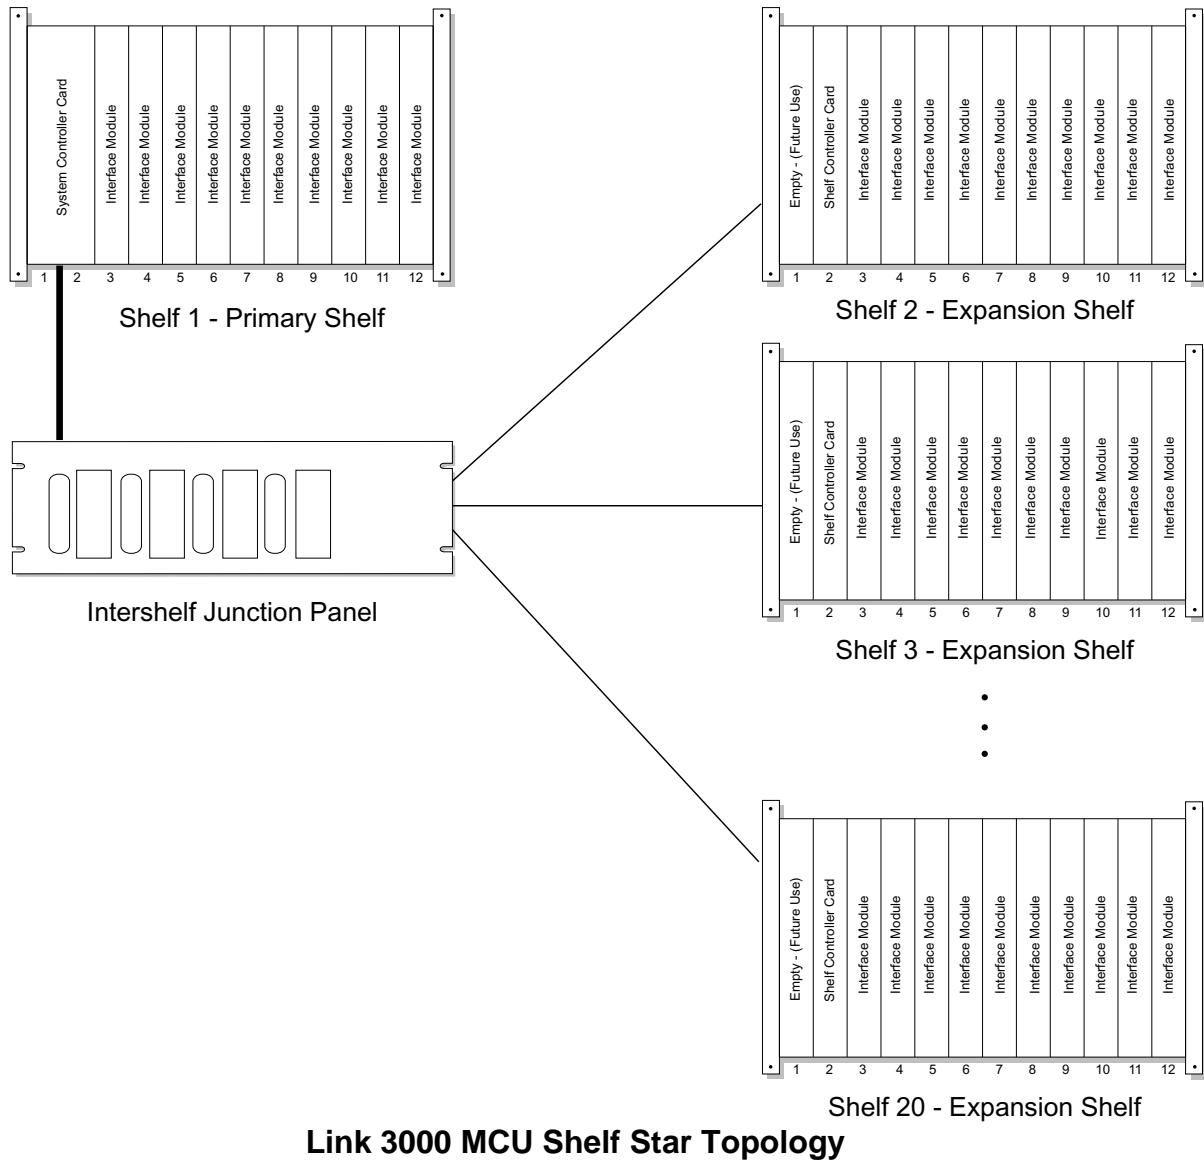 System Controller Card
Interface Module
Interface Module
Interface Module
Interface Module
Interface Module
Interface Module
Interface Module
Interface Module
Interface Module
Interface Module
1 2 3 4 5 6 7 8 9 10 11 12
Shelf 1 - Primary Shelf
Empty - (Future Use)
Shelf Controller Card
Interface Module
Interface Module
Interface Module
Interface Module
Interface Module
Interface Module
Interface Module
Interface Module
Interface Module
Interface Module
1 2 3 4 5 6 7 8 9 10 11 12
Shelf 2 - Expansion Shelf
Empty - (Future Use)
Shelf Controller Card
Interface Module
Interface Module
Interface Module
Interface Module
Interface Module
Interface Module
Interface Module
Interface Module
Interface Module
Interface Module
1 2 3 4 5 6 7 8 9 10 11 12
Shelf 3 - Expansion Shelf
Intershelf Junction Panel
Empty - (Future Use)
Shelf Controller Card
Interface Module
Interface Module
Interface Module
Interface Module
Interface Module
Interface Module
Interface Module
Interface Module
Interface Module
Interface Module
1 2 3 4 5 6 7 8 9 10 11 12
Shelf 20 - Expansion Shelf
Link 3000 MCU Shelf Star Topology